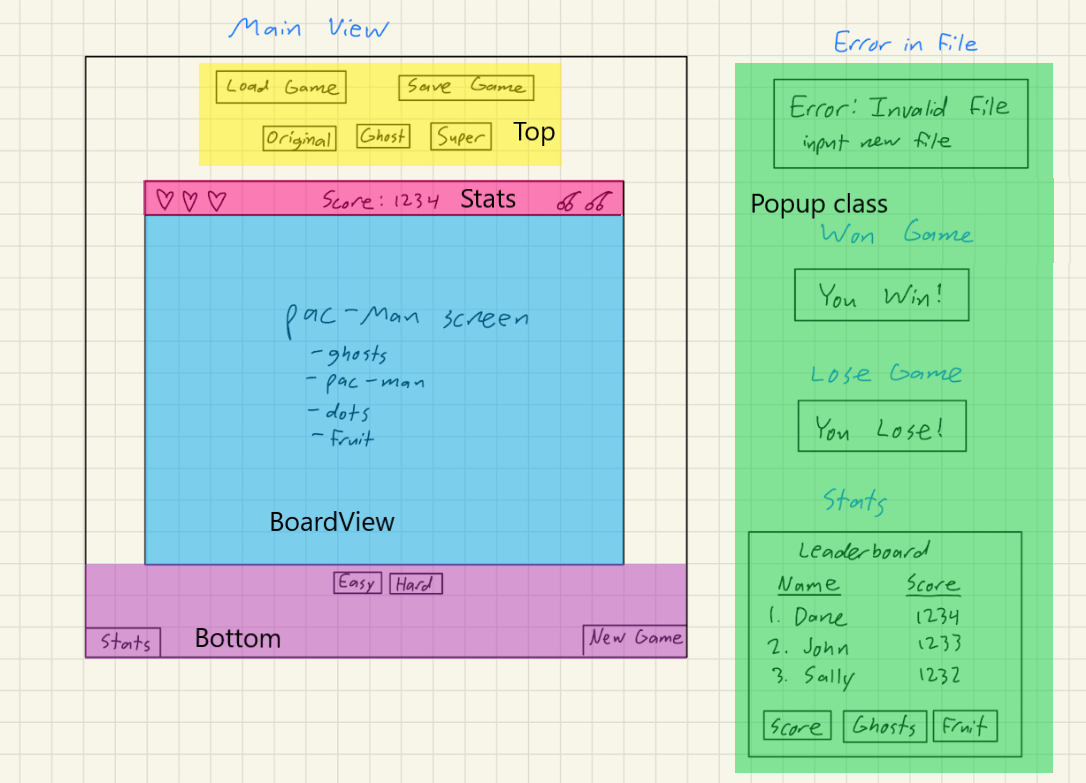 Main View
Load Game
Save Game
Original
Ghost
Super
Top
Score: 1234
Stats
pac-man screen
- ghosts
- pac-man
- dots
- fruit
BoardView
Easy
Hard
Stats
Bottom
New Game
Error in File
Error: Invalid File
input new file
Popup class
Won Game
You Win!
Lose Game
You Lose!
Stats
Leaderboard
Name Score
1. Dane 1234
2. John 1233
3. Sally 1232
Score Ghosts Fruit